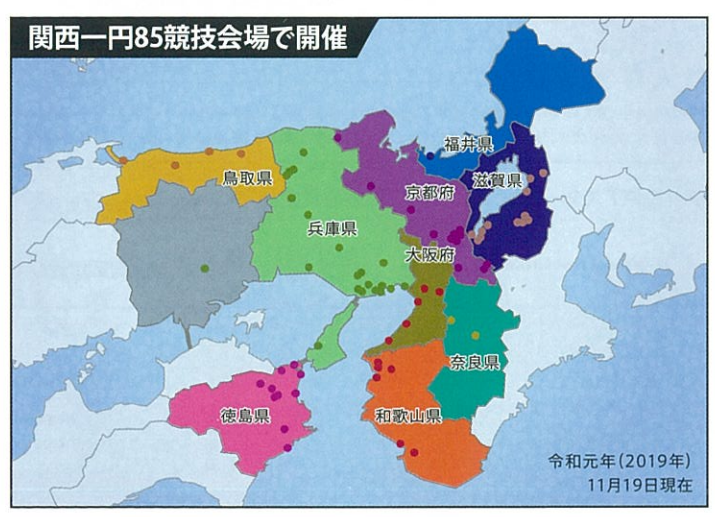 関西一円85競技会場で開催
福井県
滋賀県
鳥取県
京都府
兵庫県
大阪府
奈良県
徳島県
和歌山県
令和元年(2019年)
11月19日現在